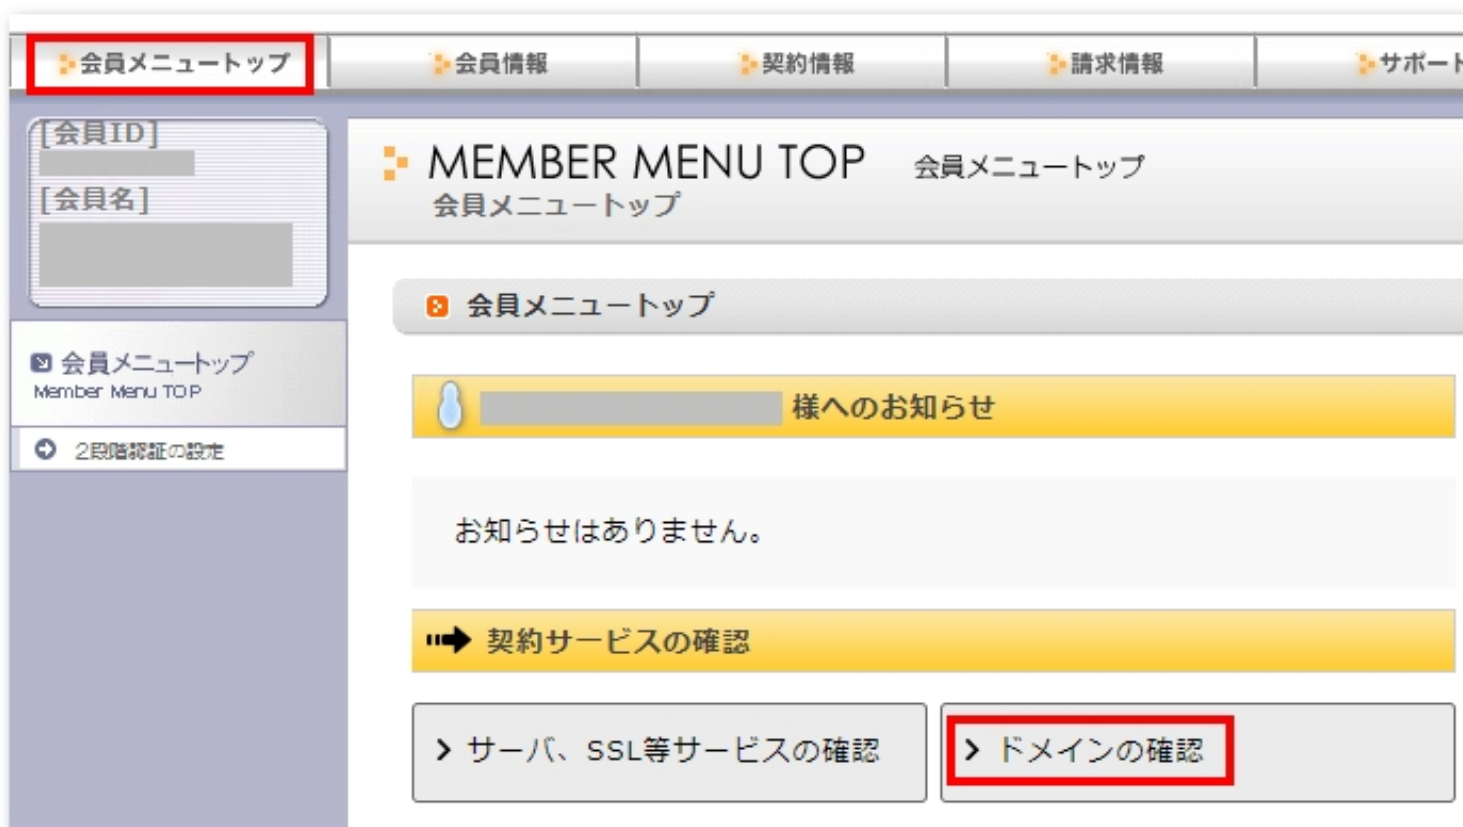 会員メニュートップ
会員情報
契約情報
請求情報
サポート
[会員ID]
[会員名]
会員メニュートップ
Member Menu TOP
2段階認証の設定
MEMBER MENU TOP 会員メニュートップ
会員メニュートップ
会員メニュートップ
様へのお知らせ
お知らせはありません。
契約サービスの確認
サーバ、SSL等サービスの確認
ドメインの確認